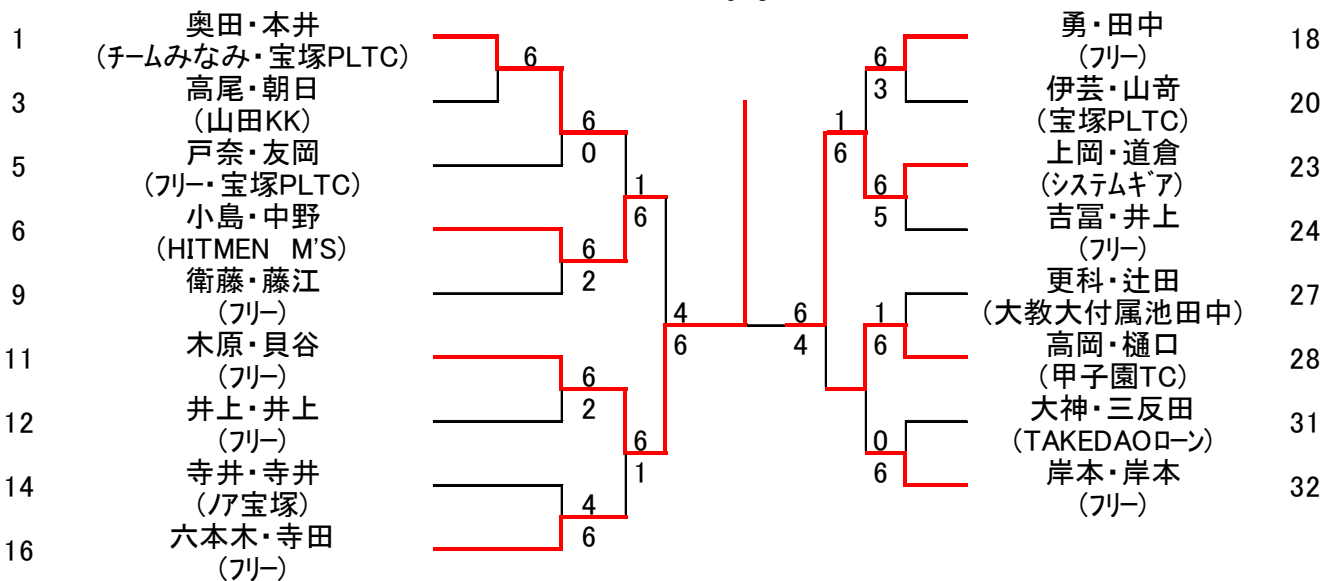 1
奥田・本井
(チームみなみ・宝塚PLTC)
3
高尾・朝日
(山田KK)
5
戸奈・友岡
(フリー・宝塚PLTC)
6
小島・中野
(HITMEN　M'S)
9
衛藤・藤江
(フリー)
11
木原・貝谷
(フリー)
12
井上・井上
(フリー)
14
寺井・寺井
(ノア宝塚)
16
六本木・寺田
(フリー)
6
6
0
1
6
6
2
4
6
6
2
6
1
4
6
6
3
1
6
6
5
6
4
1
6
0
6
勇・田中
(フリー)
18
伊芸・山竒
(宝塚PLTC)
20
上岡・道倉
(システムギア)
23
吉冨・井上
(フリー)
24
更科・辻田
(大教大付属池田中)
27
高岡・樋口
(甲子園TC)
28
大神・三反田
(TAKEDAOローン)
31
岸本・岸本
(フリー)
32